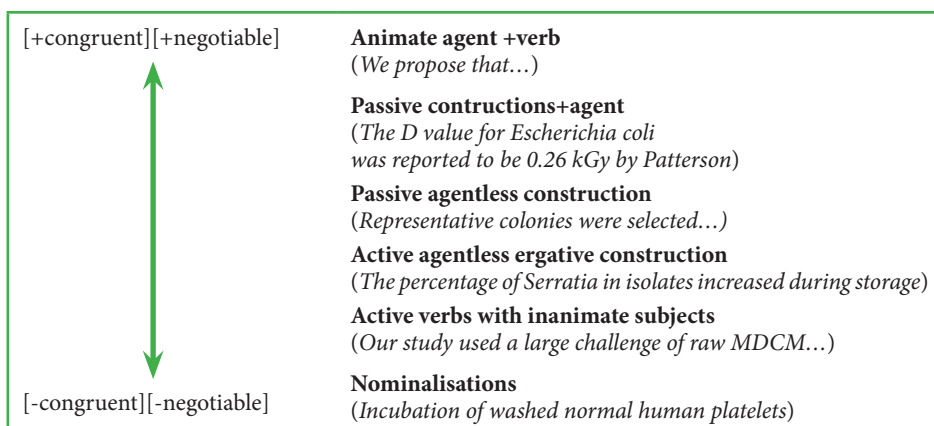 [+congruent][+negotiable]
Animate agent +verb
(We propose that…)
Passive contructions+agent
(The D value for Escherichia coli
was reported to be 0.26 kGy by Patterson)
Passive agentless construction
(Representative colonies were selected…)
Active agentless ergative construction
(The percentage of Serratia in isolates increased during storage)
Active verbs with inanimate subjects
(Our study used a large challenge of raw MDCM…)
[-congruent][-negotiable]
Nominalisations
(Incubation of washed normal human platelets)